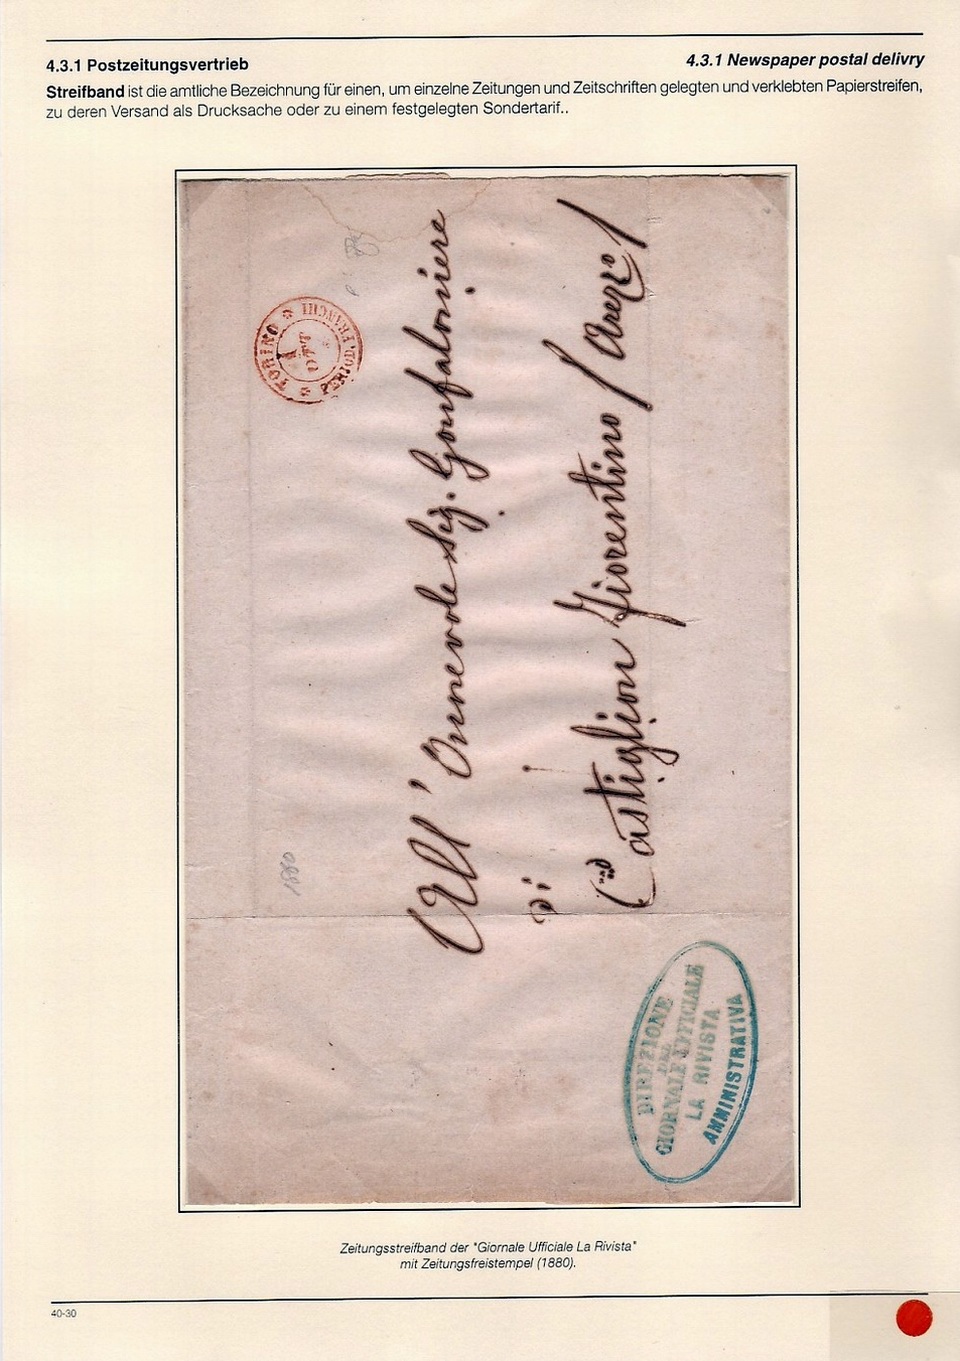 4.3.1 Postzeitungsvertrieb
4.3.1 Newspaper postal delivry
Streifband ist die amtliche Bezeichnung für einen, um einzelne Zeitungen und Zeitschriften gelegten und verklebten Papierstreifen,
zu deren Versand als Drucksache oder zu einem festgelegten Sondertarif..
TORINO
PERIOD. FRANCHI
All' Onnevole Sig. Gonfaloniere
di
Castiglion Fiorentino / Arezzo /
1880
DIREZIONE
DEL
GIORNALE UFFICIALE
LA RIVISTA
AMMINISTRATIVA
Zeitungsstreifband der "Giornale Ufficiale La Rivista"
mit Zeitungsfreistempel (1880).
40-30